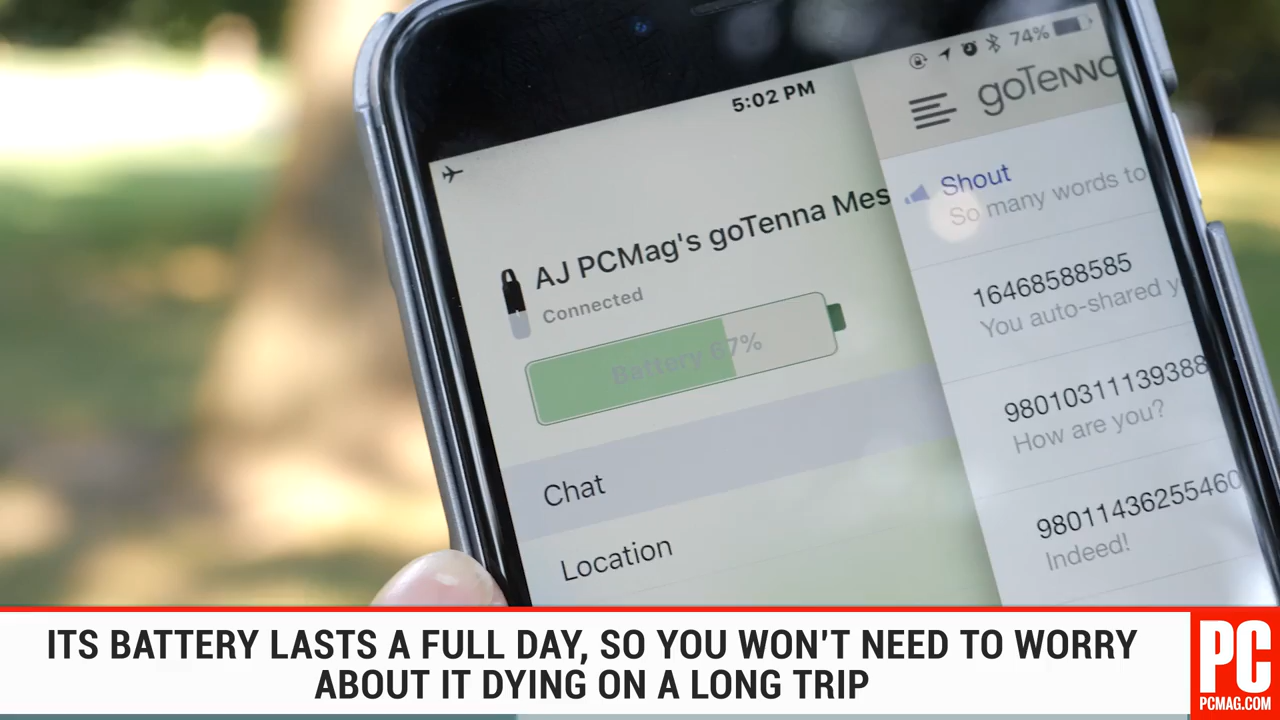 5:02 PM
74%
goTenna
AJ PCMag's goTenna Mes
Connected
Battery 67%
Chat
Location
Shout
So many words to
16468588585
You auto-shared y
98010311139388
How are you?
98011436255460
Indeed!
ITS BATTERY LASTS A FULL DAY, SO YOU WON'T NEED TO WORRY
ABOUT IT DYING ON A LONG TRIP
PC
PCMAG.COM